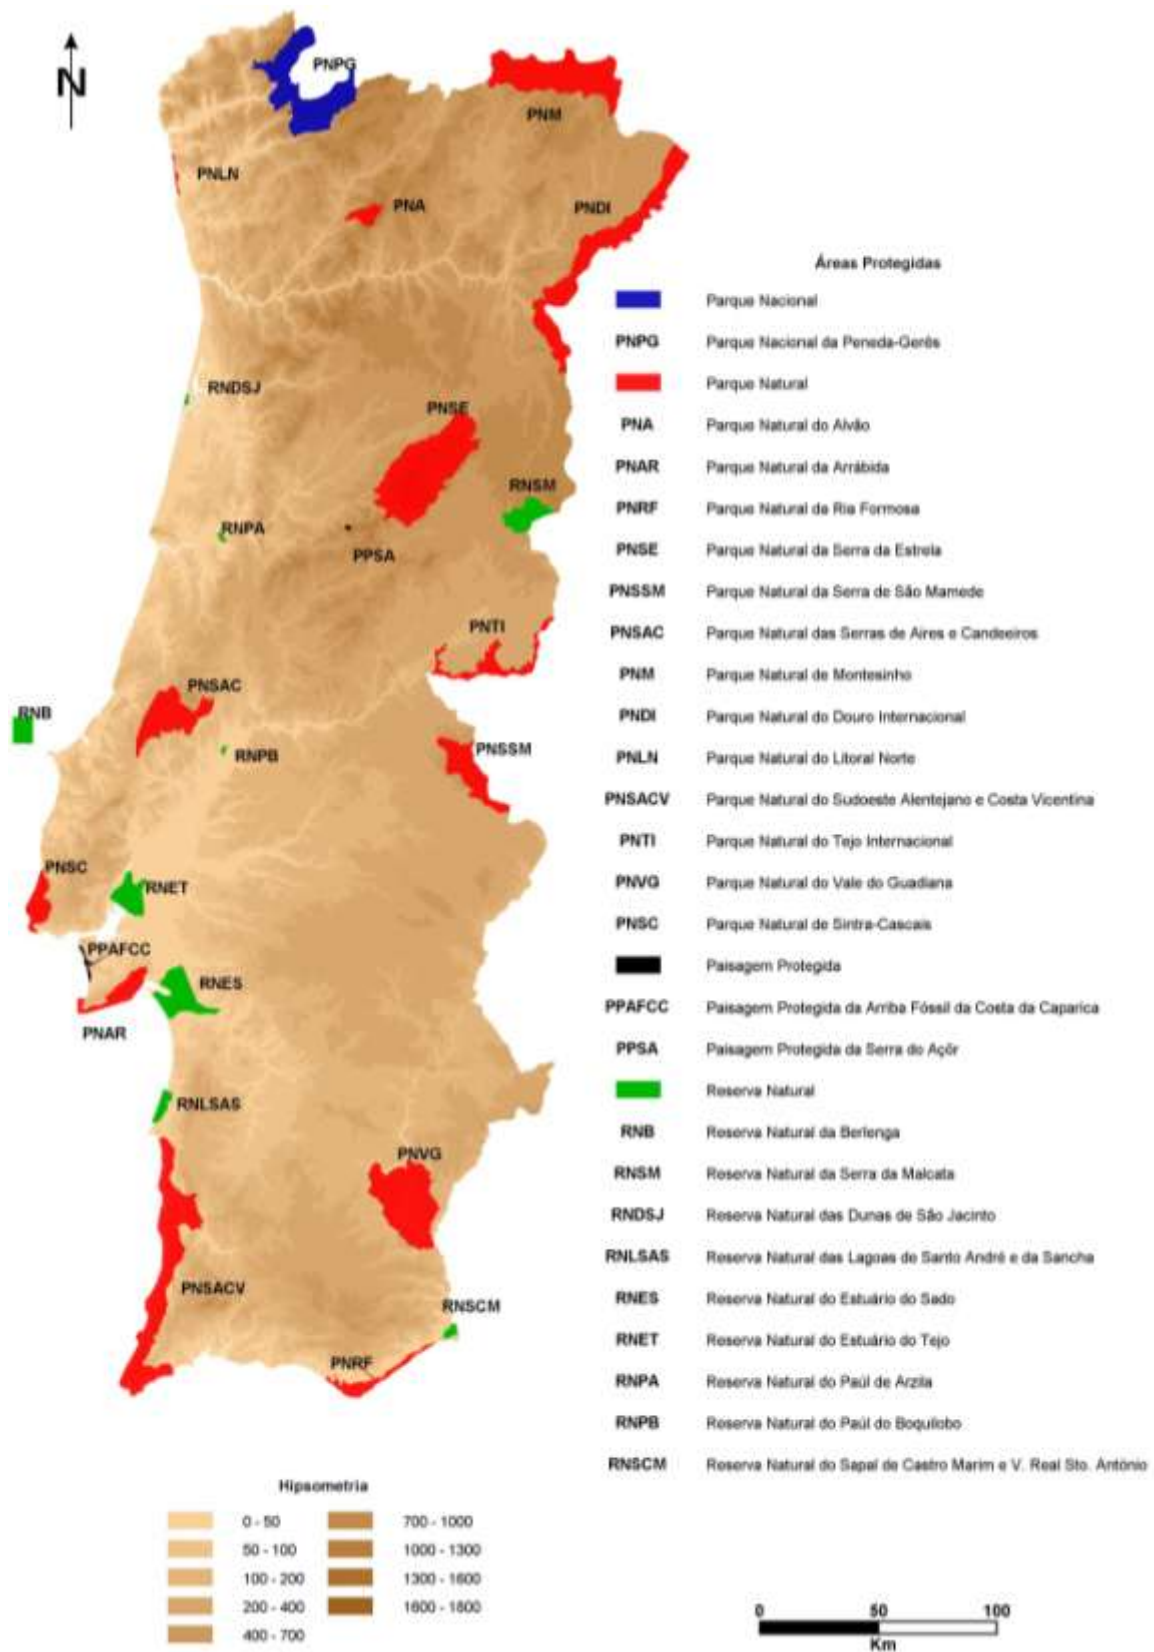 N
PNPG
PNM
PNLN
PNA
PNDI
RNDSJ
PNSE
RNSM
RNPA
PPSA
PNTI
PNSAC
RNB
RNPB
PNSSM
PNSC
RNET
PPAFCC
RNES
PNAR
RNLSAS
PNVG
PNSACV
RNSCM
PNRF
Áreas Protegidas
Parque Nacional
PNPG Parque Nacional da Peneda-Gerês
Parque Natural
PNA Parque Natural do Alvão
PNAR Parque Natural da Arrábida
PNRF Parque Natural da Ria Formosa
PNSE Parque Natural da Serra da Estrela
PNSSM Parque Natural da Serra de São Mamede
PNSAC Parque Natural das Serras de Aires e Candeeiros
PNM Parque Natural de Montesinho
PNDI Parque Natural do Douro Internacional
PNLN Parque Natural do Litoral Norte
PNSACV Parque Natural do Sudoeste Alentejano e Costa Vicentina
PNTI Parque Natural do Tejo Internacional
PNVG Parque Natural do Vale do Guadiana
PNSC Parque Natural de Sintra-Cascais
Paisagem Protegida
PPAFCC Paisagem Protegida da Arriba Fóssil da Costa da Caparica
PPSA Paisagem Protegida da Serra do Açôr
Reserva Natural
RNB Reserva Natural da Berlenga
RNSM Reserva Natural da Serra da Malcata
RNDSJ Reserva Natural das Dunas de São Jacinto
RNLSAS Reserva Natural das Lagoas de Santo André e da Sancha
RNES Reserva Natural do Estuário do Sado
RNET Reserva Natural do Estuário do Tejo
RNPA Reserva Natural do Paúl de Arzila
RNPB Reserva Natural do Paúl do Boquilobo
RNSCM Reserva Natural do Sapal de Castro Marim e V. Real Sto. António
Hipsometria
0 - 50 700 - 1000
50 - 100 1000 - 1300
100 - 200 1300 - 1600
200 - 400 1600 - 1800
400 - 700
0 50 100
Km